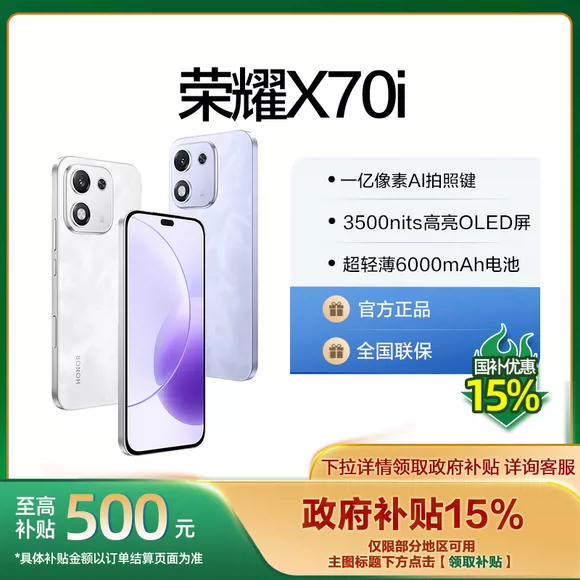 荣耀X70i
一亿像素AI拍照键
3500nits高亮OLED屏
超轻薄6000mAh电池
官方正品
全国联保
HONOR
国补优惠
15%
下拉详情领取政府补贴 详询客服
至高补贴500元
*具体补贴金额以订单结算页面为准
政府补贴15%
仅限部分地区可用
主图标题下方点击【领取补贴】